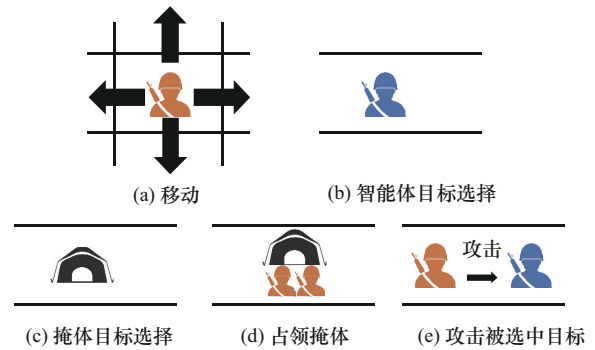 (a) 移动
(b) 智能体目标选择
攻击
(c) 掩体目标选择
(d) 占领掩体
(e) 攻击被选中目标